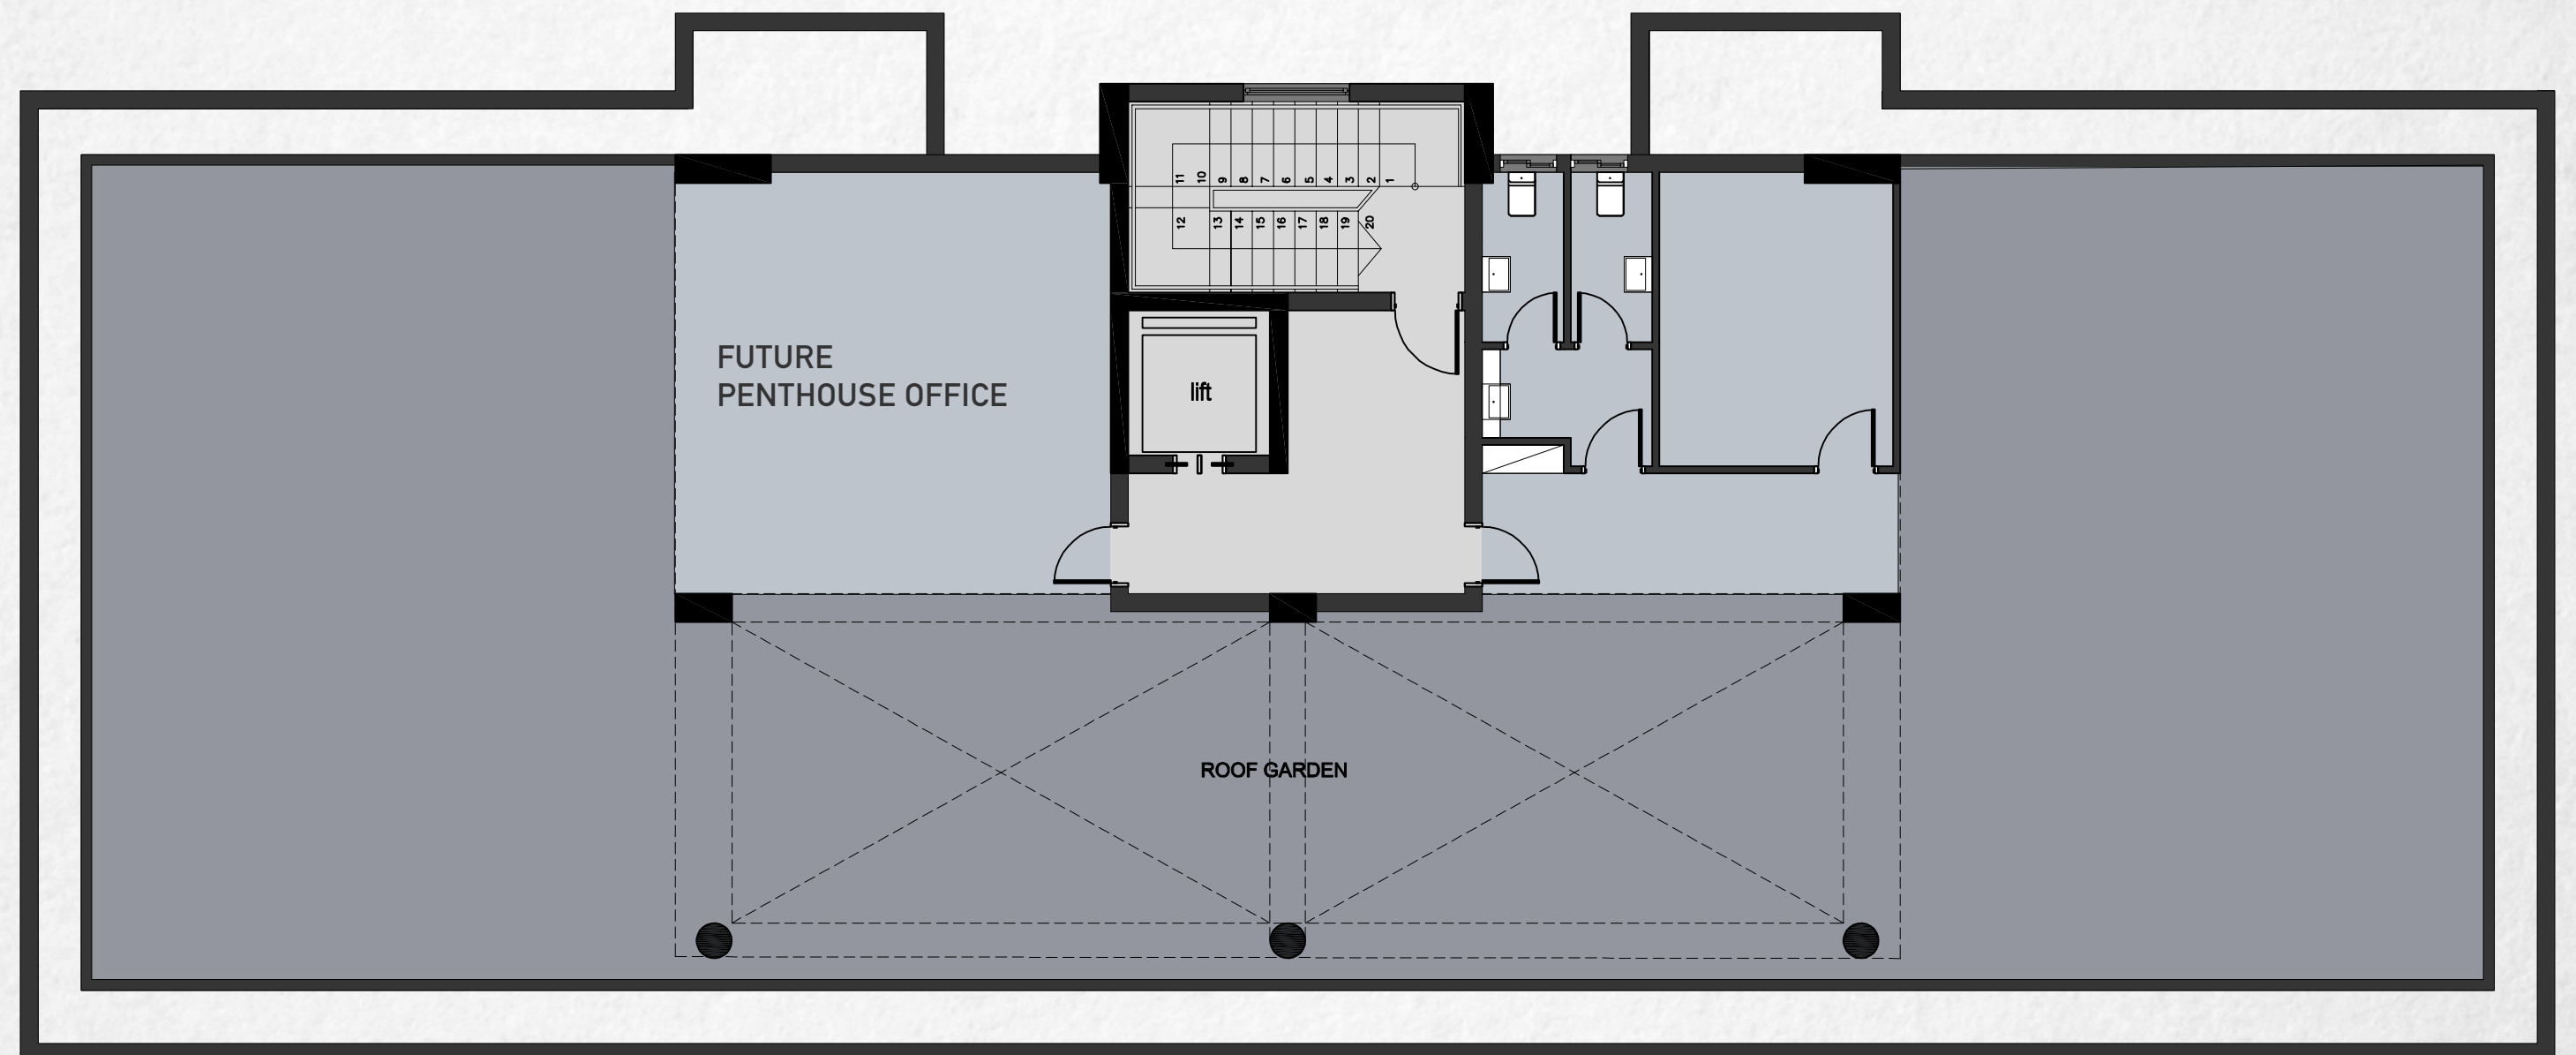 11 10 9 8 7 6 5 4 3 2 1
12 13 14 15 16 17 18 19 20
FUTURE
PENTHOUSE OFFICE
lift
ROOF GARDEN